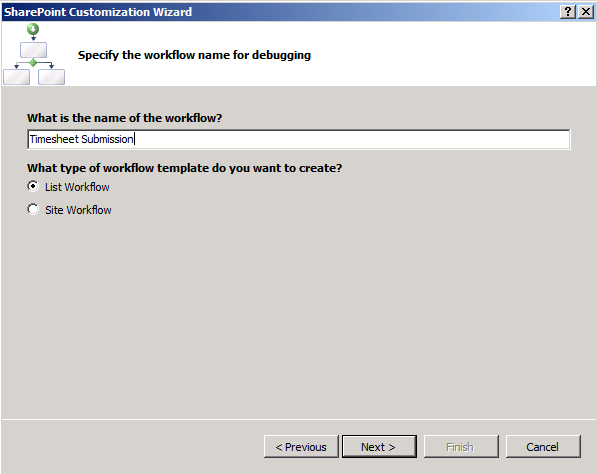 SharePoint Customization Wizard
Specify the workflow name for debugging
What is the name of the workflow?
Timesheet Submission
What type of workflow template do you want to create?
List Workflow
Site Workflow
< Previous Next > Finish Cancel